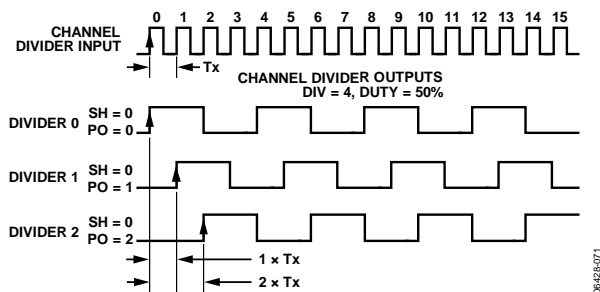 0 1 2 3 4 5 6 7 8 9 10 11 12 13 14 15
CHANNEL
DIVIDER INPUT
Tx
CHANNEL DIVIDER OUTPUTS
DIV = 4, DUTY = 50%
DIVIDER 0
SH = 0
PO = 0
DIVIDER 1
SH = 0
PO = 1
DIVIDER 2
SH = 0
PO = 2
1 × Tx
2 × Tx
06428-071